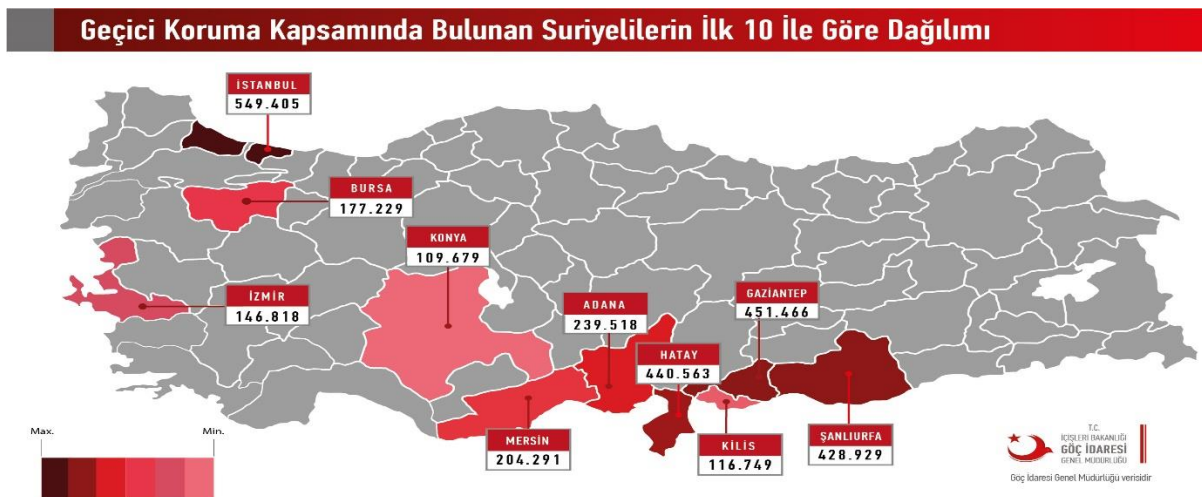 Geçici Koruma Kapsamında Bulunan Suriyelilerin İlk 10 İle Göre Dağılımı
İSTANBUL
549.405
BURSA
177.229
KONYA
109.679
İZMİR
146.818
ADANA
239.518
GAZİANTEP
451.466
HATAY
440.563
MERSİN
204.291
KİLİS
116.749
ŞANLIURFA
428.929
Max.
Min.
T.C.
İÇİŞLERİ BAKANLIĞI
GÖÇ İDARESİ
GENEL MÜDÜRLÜĞÜ
Göç İdaresi Genel Müdürlüğü verisidir